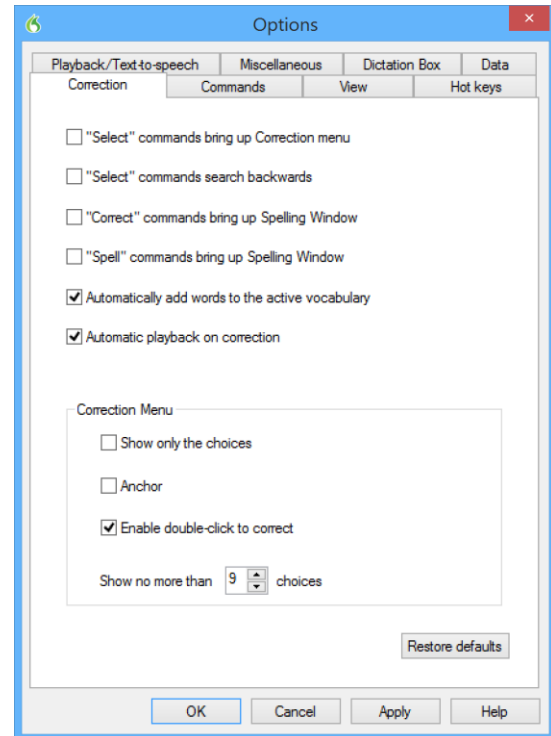 Options
Playback/Text-to-speech Miscellaneous Dictation Box Data
Correction Commands View Hot keys
"Select" commands bring up Correction menu
"Select" commands search backwards
"Correct" commands bring up Spelling Window
"Spell" commands bring up Spelling Window
Automatically add words to the active vocabulary
Automatic playback on correction
Correction Menu
Show only the choices
Anchor
Enable double-click to correct
Show no more than 9 choices
Restore defaults
OK Cancel Apply Help